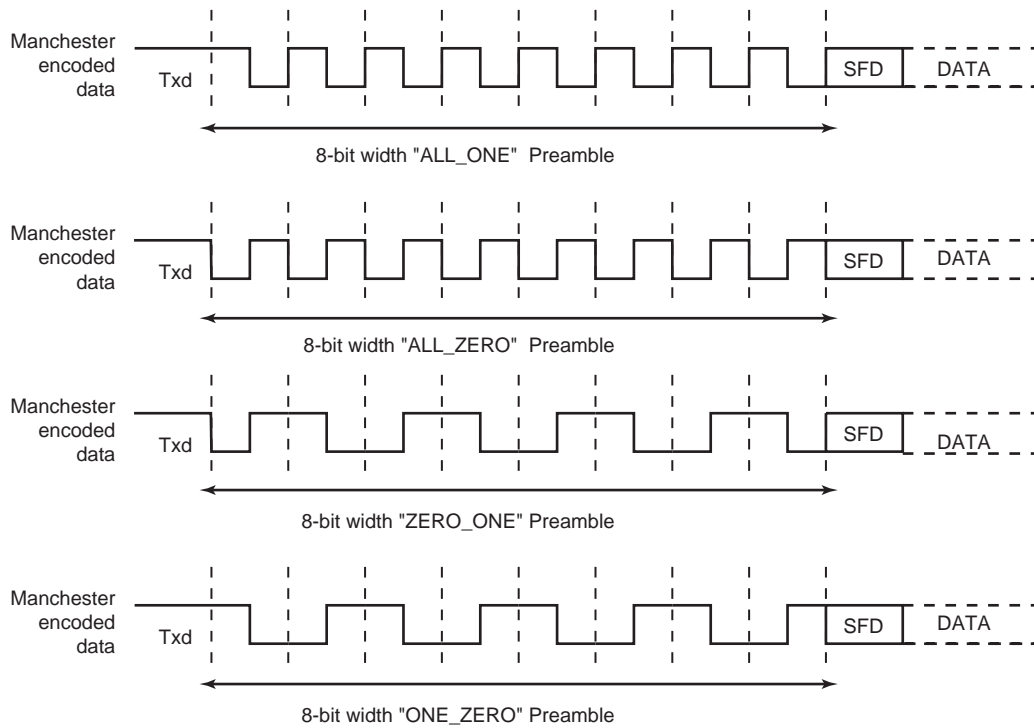 Manchester
encoded
data
Txd
SFD
DATA
8-bit width "ALL_ONE" Preamble
Manchester
encoded
data
Txd
SFD
DATA
8-bit width "ALL_ZERO" Preamble
Manchester
encoded
data
Txd
SFD
DATA
8-bit width "ZERO_ONE" Preamble
Manchester
encoded
data
Txd
SFD
DATA
8-bit width "ONE_ZERO" Preamble